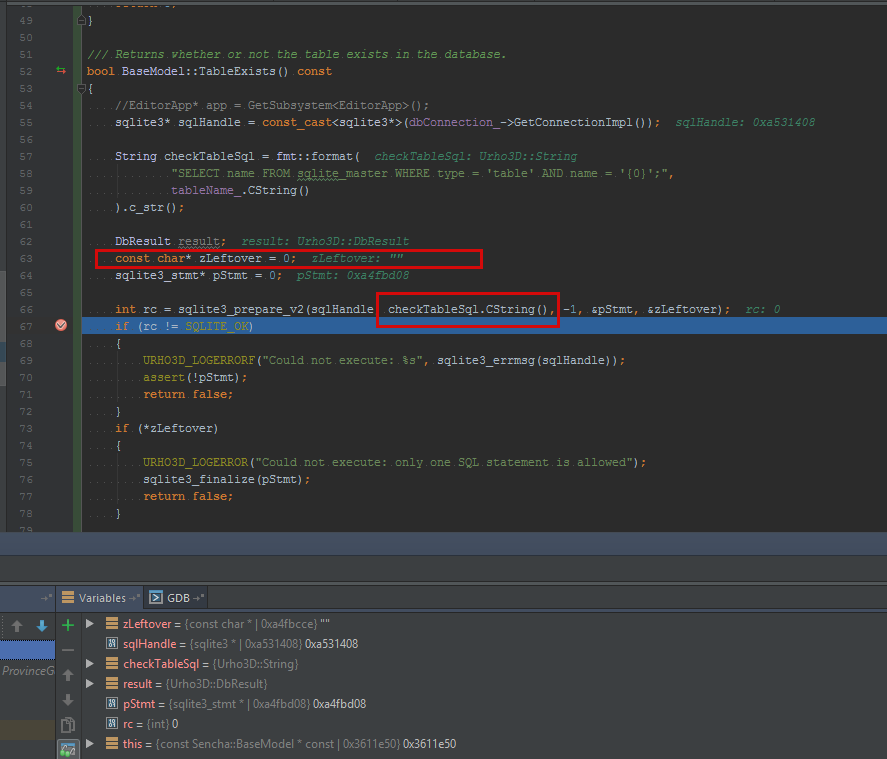 49 }
50
51 /// Returns whether or not the table exists in the database.
52 bool BaseModel::TableExists() const
53 {
54 //EditorApp* app = GetSubsystem<EditorApp>();
55 sqlite3* sqlHandle = const_cast<sqlite3*>(dbConnection_->GetConnectionImpl()); sqlHandle: 0xa531408
56
57 String checkTableSql = fmt::format( checkTableSql: Urho3D::String
58 "SELECT name FROM sqlite_master WHERE type = 'table' AND name = '{0}';",
59 tableName_.CString()
60 ).c_str();
61
62 DbResult result; result: Urho3D::DbResult
63 const char* zLeftover = 0; zLeftover: ""
64 sqlite3_stmt* pStmt = 0; pStmt: 0xa4fbd08
65
66 int rc = sqlite3_prepare_v2(sqlHandle checkTableSql.CString(), -1, &pStmt, &zLeftover); rc: 0
67 if (rc != SQLITE_OK)
68 {
69 URHO3D_LOGERRORF("Could not execute: %s", sqlite3_errmsg(sqlHandle));
70 assert(!pStmt);
71 return false;
72 }
73 if (*zLeftover)
74 {
75 URHO3D_LOGERROR("Could not execute: only one SQL statement is allowed");
76 sqlite3_finalize(pStmt);
77 return false;
78 }
79
Variables GDB
zLeftover = {const char * | 0xa4fbcce} ""
sqlHandle = {sqlite3 * | 0xa531408} 0xa531408
checkTableSql = {Urho3D::String}
ProvinceG
result = {Urho3D::DbResult}
pStmt = {sqlite3_stmt * | 0xa4fbd08} 0xa4fbd08
rc = {int} 0
this = {const Sencha::BaseModel * const | 0x3611e50} 0x3611e50